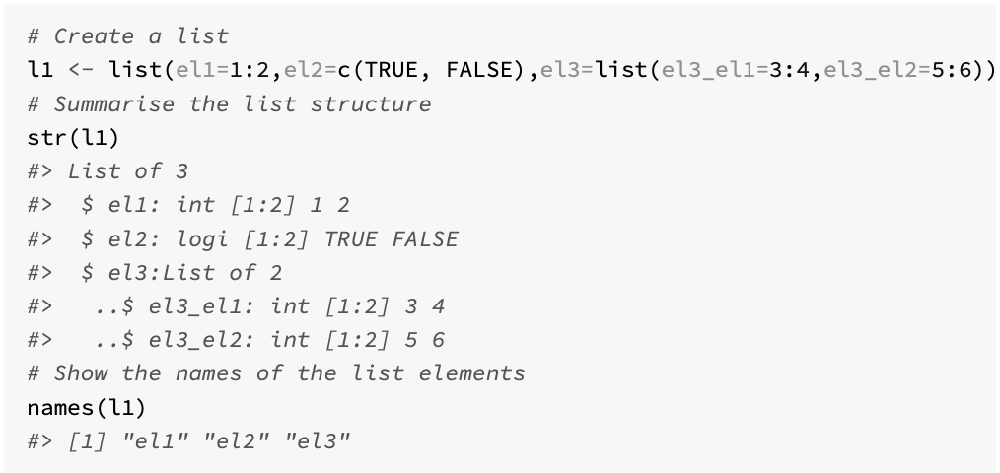 # Create a list
l1 <- list(el1=1:2,el2=c(TRUE, FALSE),el3=list(el3_el1=3:4,el3_el2=5:6))
# Summarise the list structure
str(l1)
#> List of 3
#>  $ el1: int [1:2] 1 2
#>  $ el2: logi [1:2] TRUE FALSE
#>  $ el3:List of 2
#>   ..$ el3_el1: int [1:2] 3 4
#>   ..$ el3_el2: int [1:2] 5 6
# Show the names of the list elements
names(l1)
#> [1] "el1" "el2" "el3"